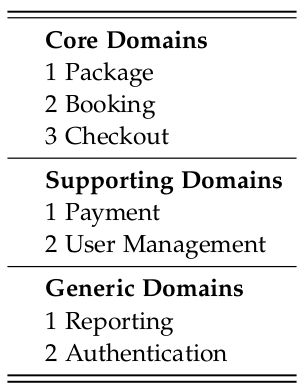 Core Domains
1 Package
2 Booking
3 Checkout
Supporting Domains
1 Payment
2 User Management
Generic Domains
1 Reporting
2 Authentication